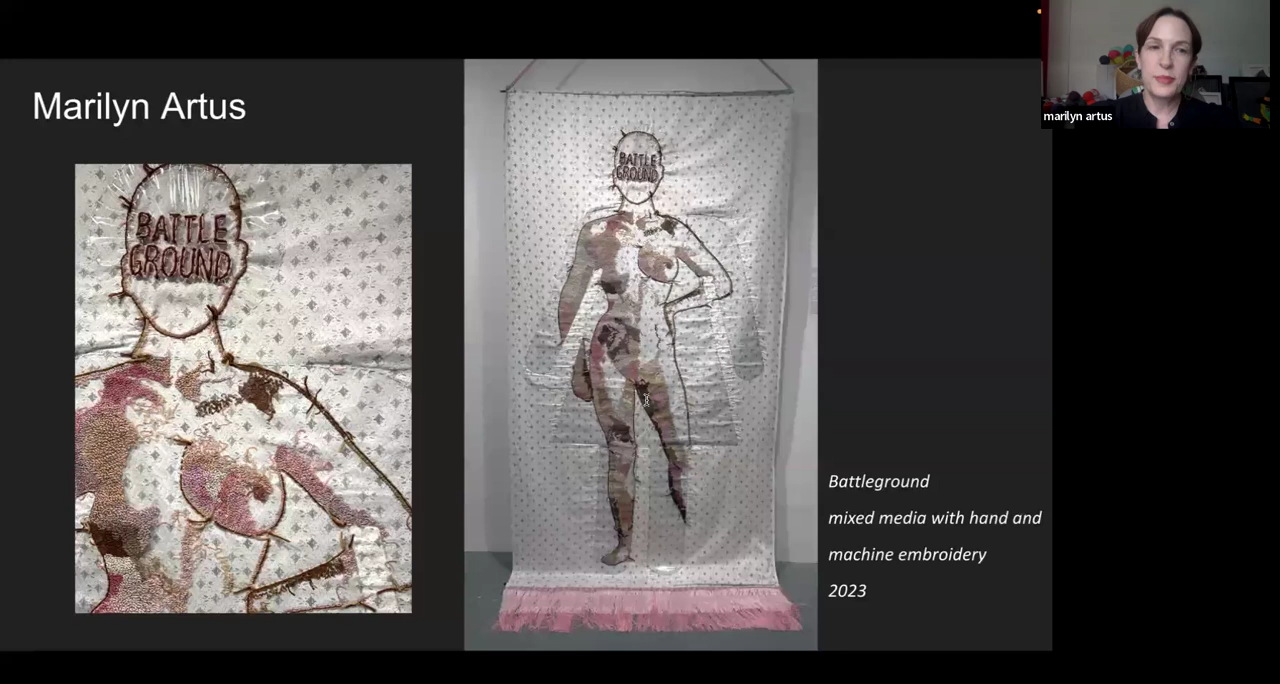 Marilyn Artus
marilyn artus
BATTLE
GROUND
BATTLE
GROUND
Battleground
mixed media with hand and
machine embroidery
2023